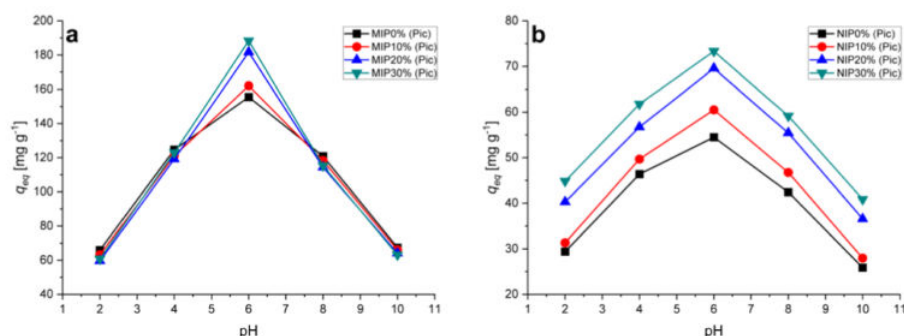 a
MIP0% (Pic)
MIP10% (Pic)
MIP20% (Pic)
MIP30% (Pic)
200
180
160
140
120
100
80
60
40
q_eq [mg g⁻¹]
1 2 3 4 5 6 7 8 9 10 11
pH
b
NIP0% (Pic)
NIP10% (Pic)
NIP20% (Pic)
NIP30% (Pic)
80
70
60
50
40
30
20
q_eq [mg g⁻¹]
1 2 3 4 5 6 7 8 9 10 11
pH